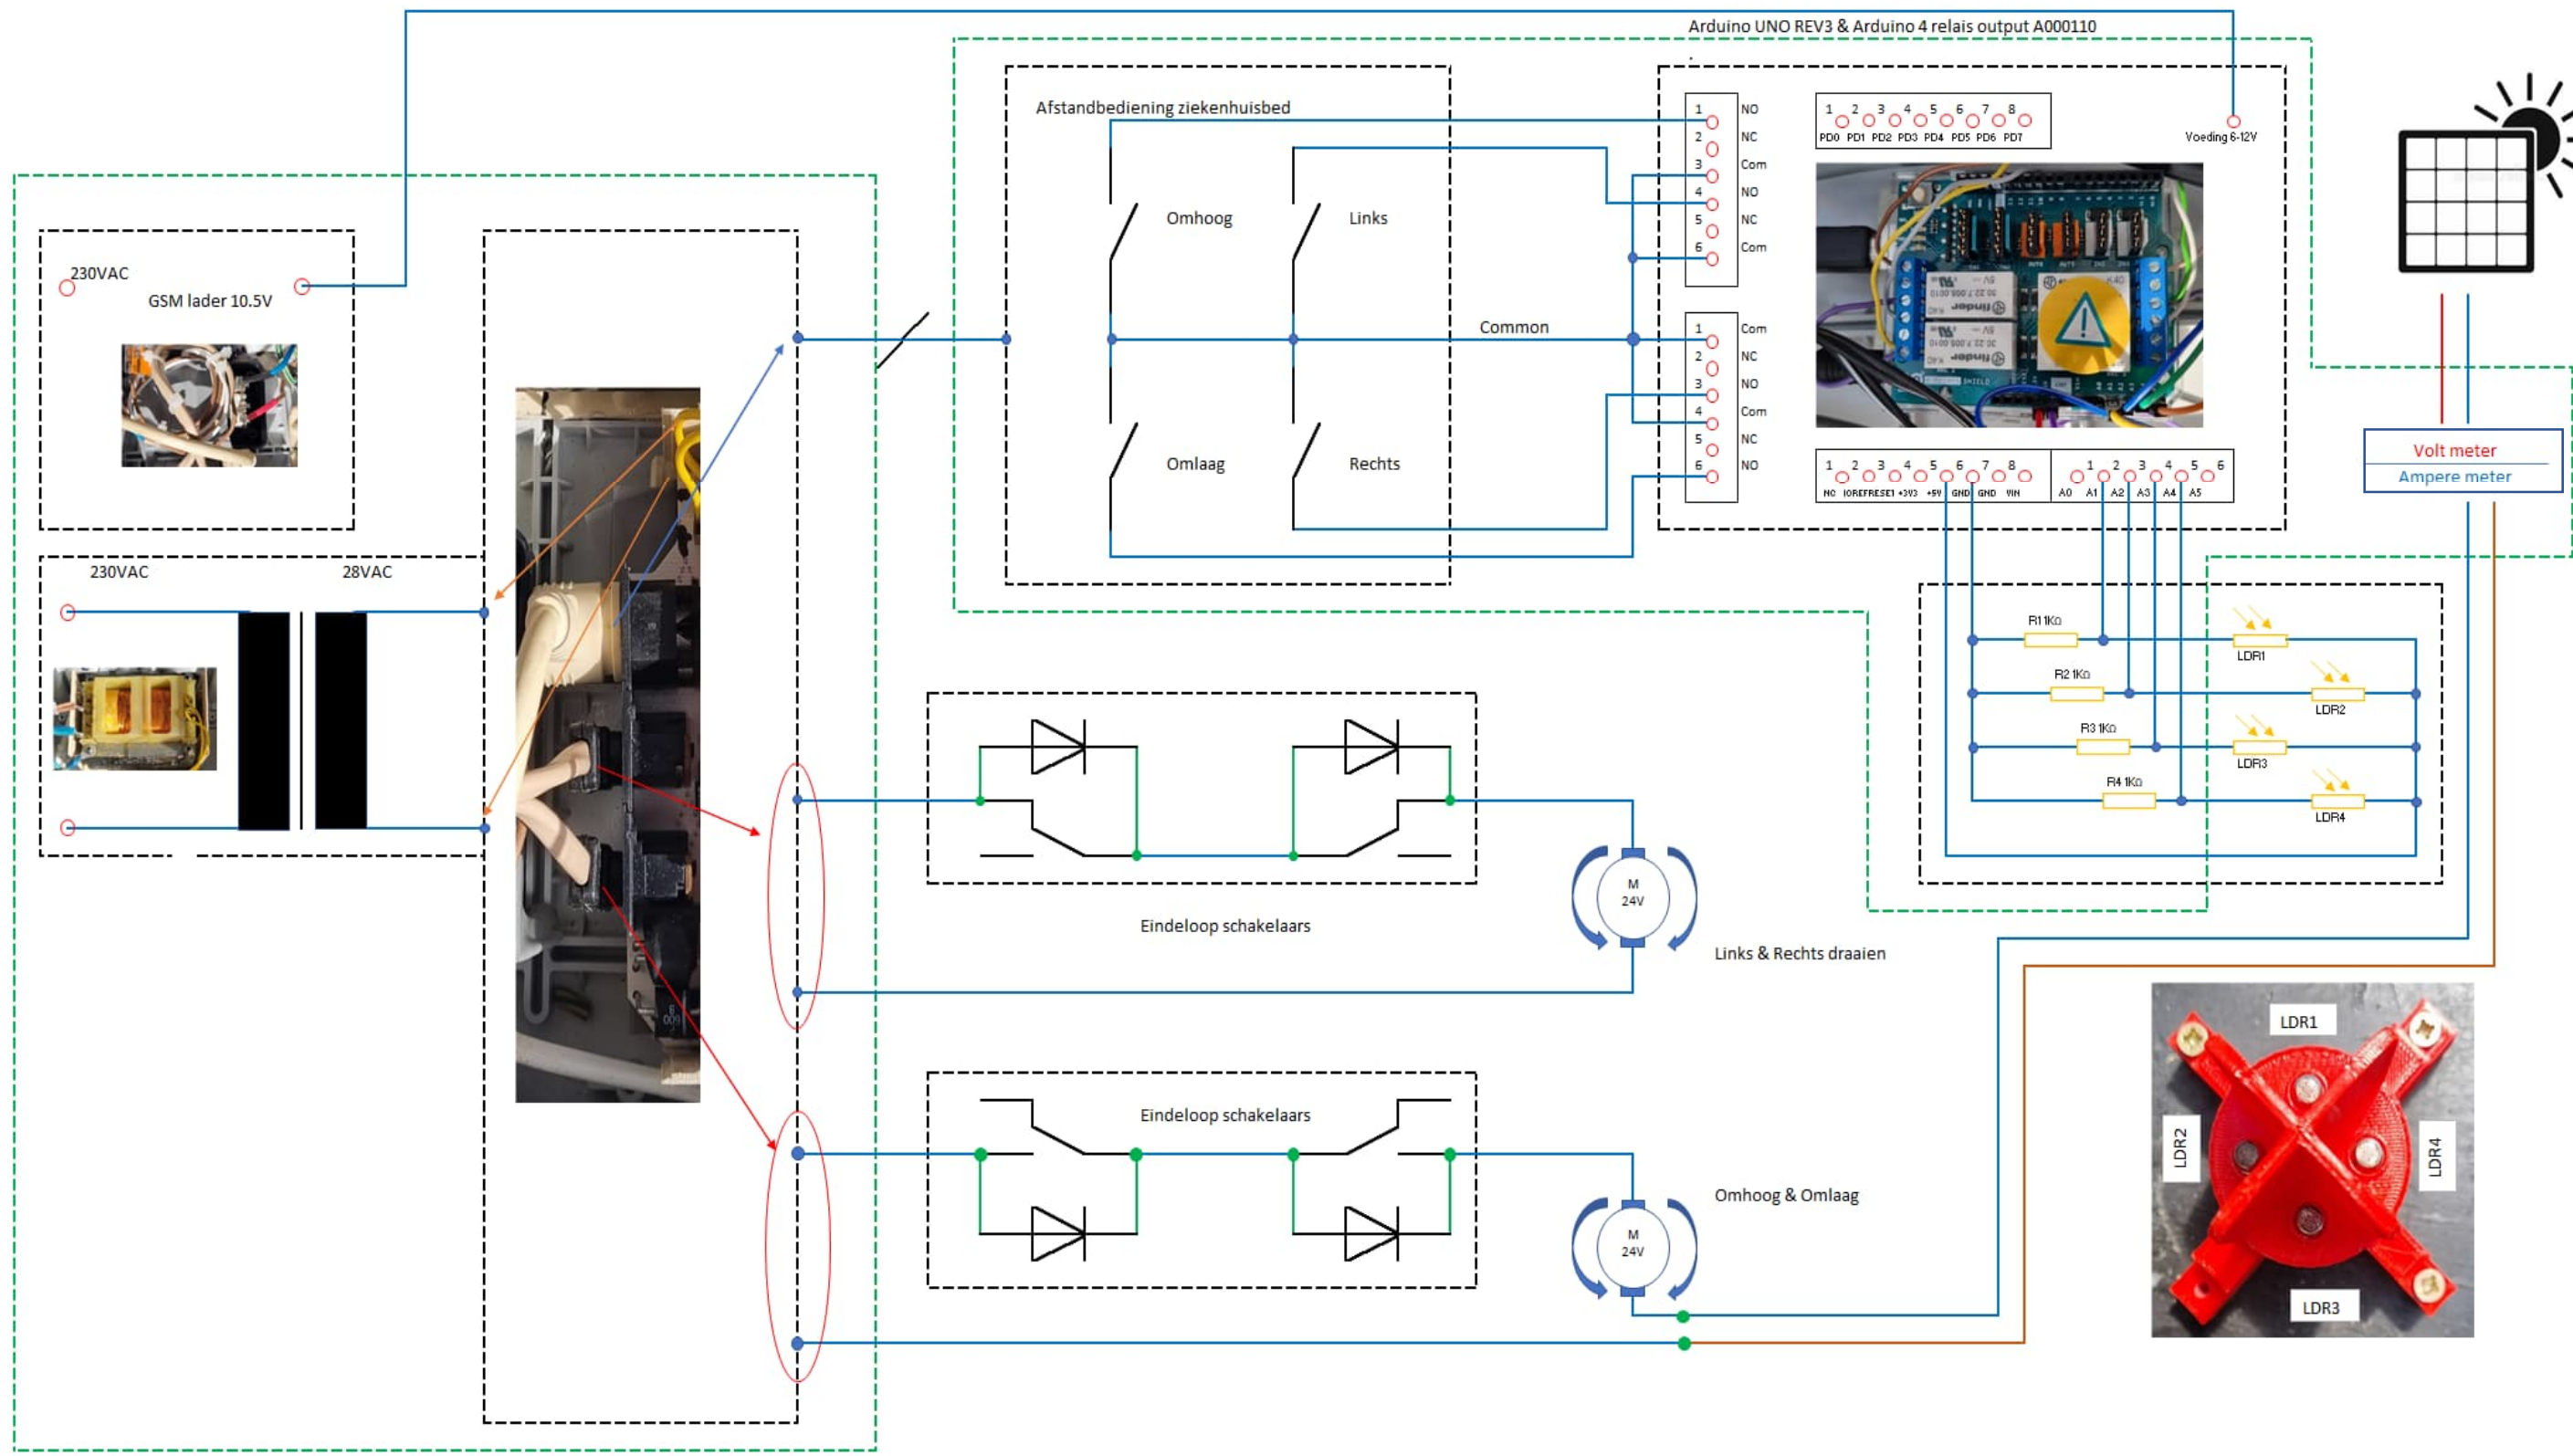 Arduino UNO REV3 & Arduino 4 relais output A000110
Afstandbediening ziekenhuisbed
1 NO
2 NC
3 Com
4 NO
5 NC
6 Com
1 2 3 4 5 6 7 8
PD0 PD1 PD2 PD3 PD4 PD5 PD6 PD7
Voeding 6-12V
Omhoog
Links
230VAC
GSM lader 10.5V
Common
1 Com
2 NC
3 NO
4 Com
5 NC
6 NO
Omlaag
Rechts
Volt meter
Ampere meter
1 2 3 4 5 6 7 8
NC IOREFRESET +3V3 +5V GND GND VIN
1 2 3 4 5 6
A0 A1 A2 A3 A4 A5
230VAC
28VAC
R1 1KΩ
LDR1
R2 1KΩ
LDR2
R3 1KΩ
LDR3
R4 1KΩ
LDR4
M
24V
Eindeloop schakelaars
Links & Rechts draaien
Eindeloop schakelaars
Omhoog & Omlaag
M
24V
LDR1
LDR2
LDR4
LDR3
finder
finder
SHIELD